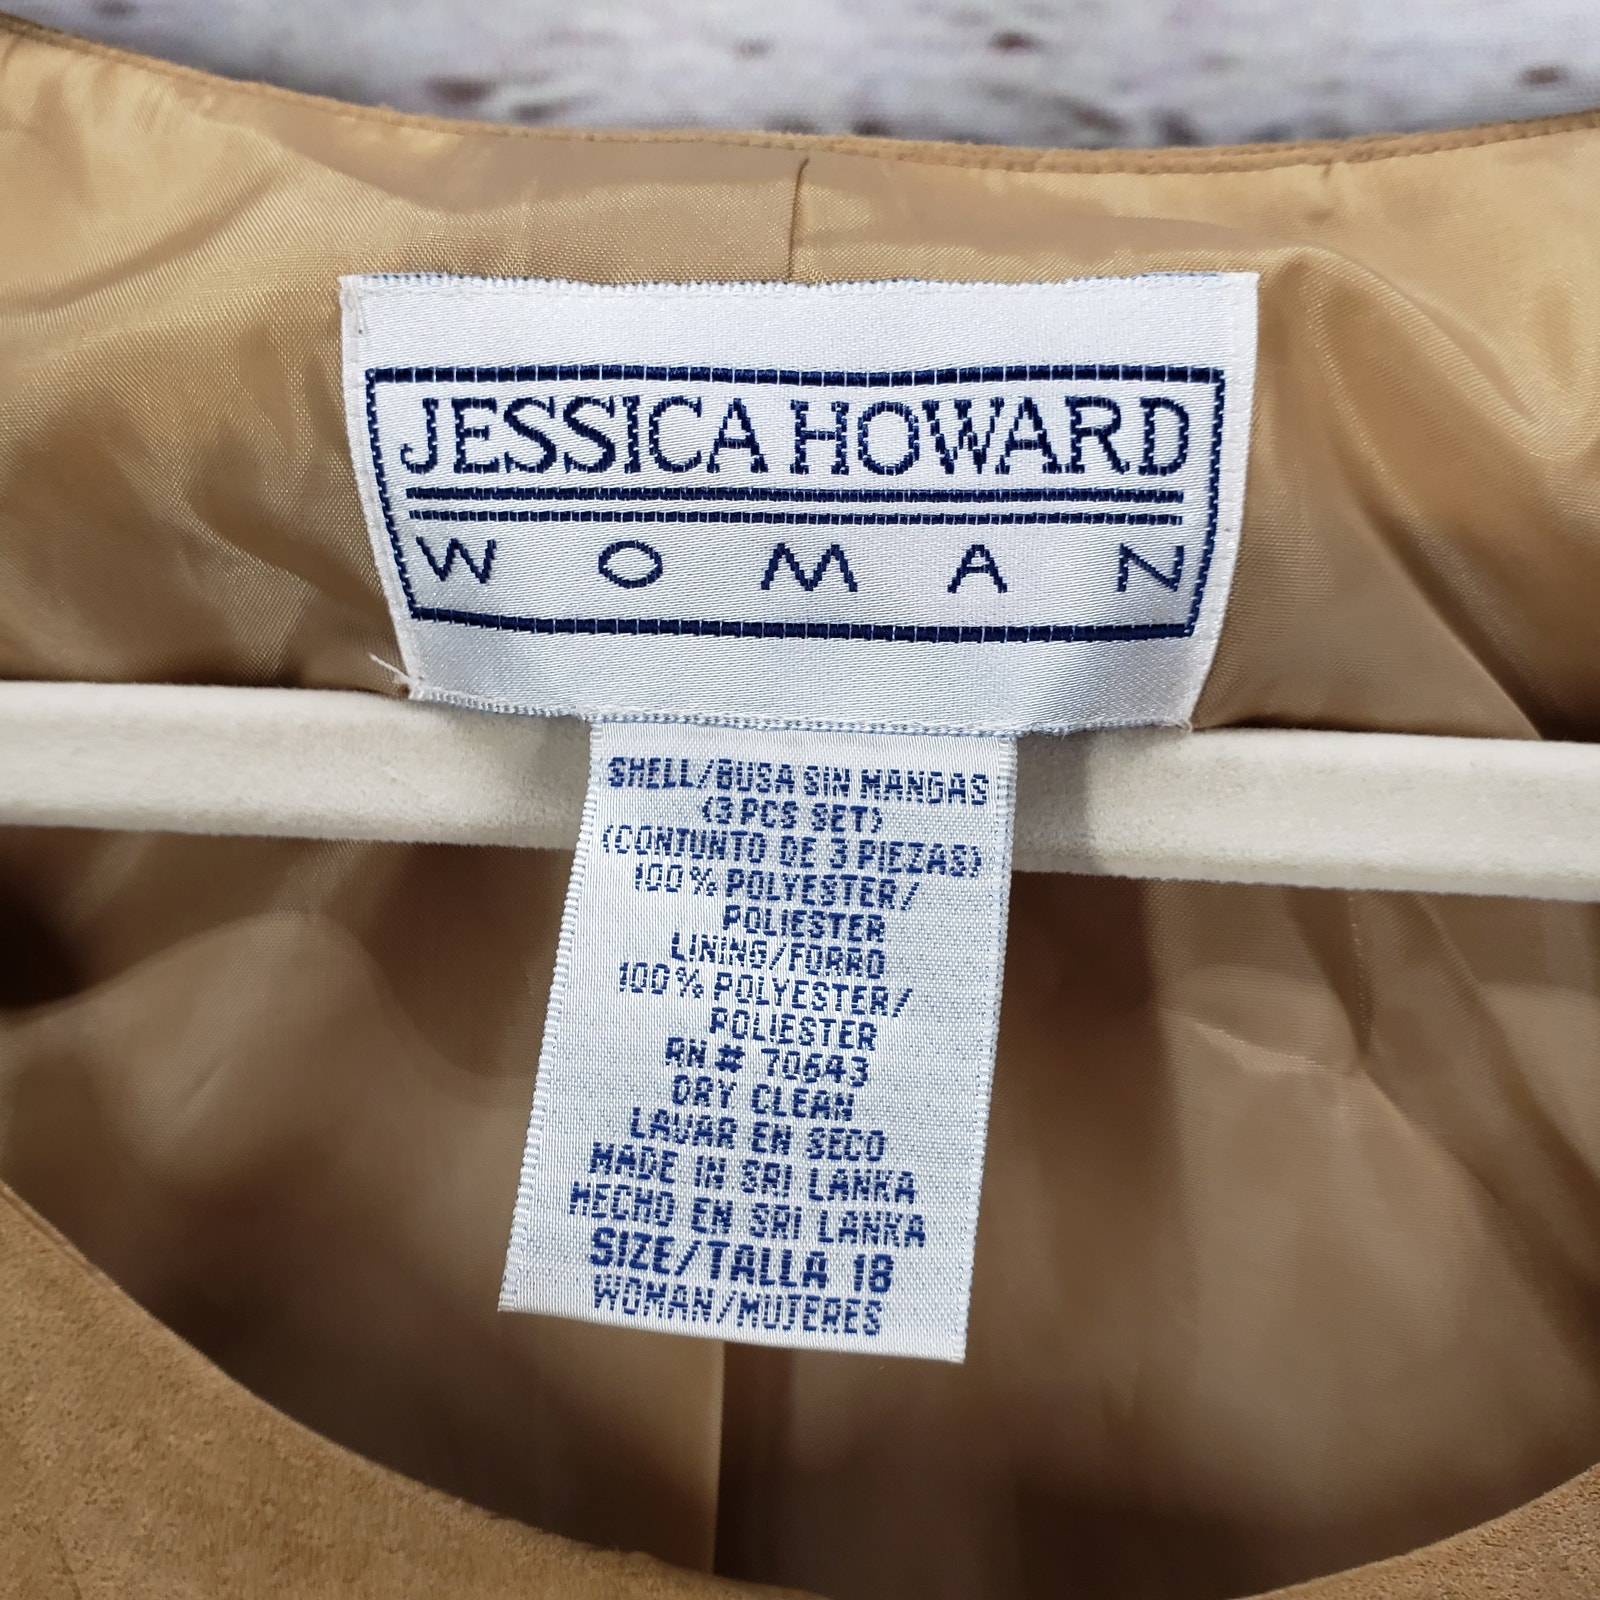 JESSICA HOWARD
WOMAN
SHELL/BUSA SIN MANGAS
(3 PCS SET)
(CONTUNTO DE 3 PIEZAS)
100% POLYESTER/
POLIESTER
LINING/FORRO
100% POLYESTER/
POLIESTER
RN # 70643
DRY CLEAN
LAVAR EN SECO
MADE IN SRI LANKA
HECHO EN SRI LANKA
SIZE/TALLA 18
WOMAN/MUTERES